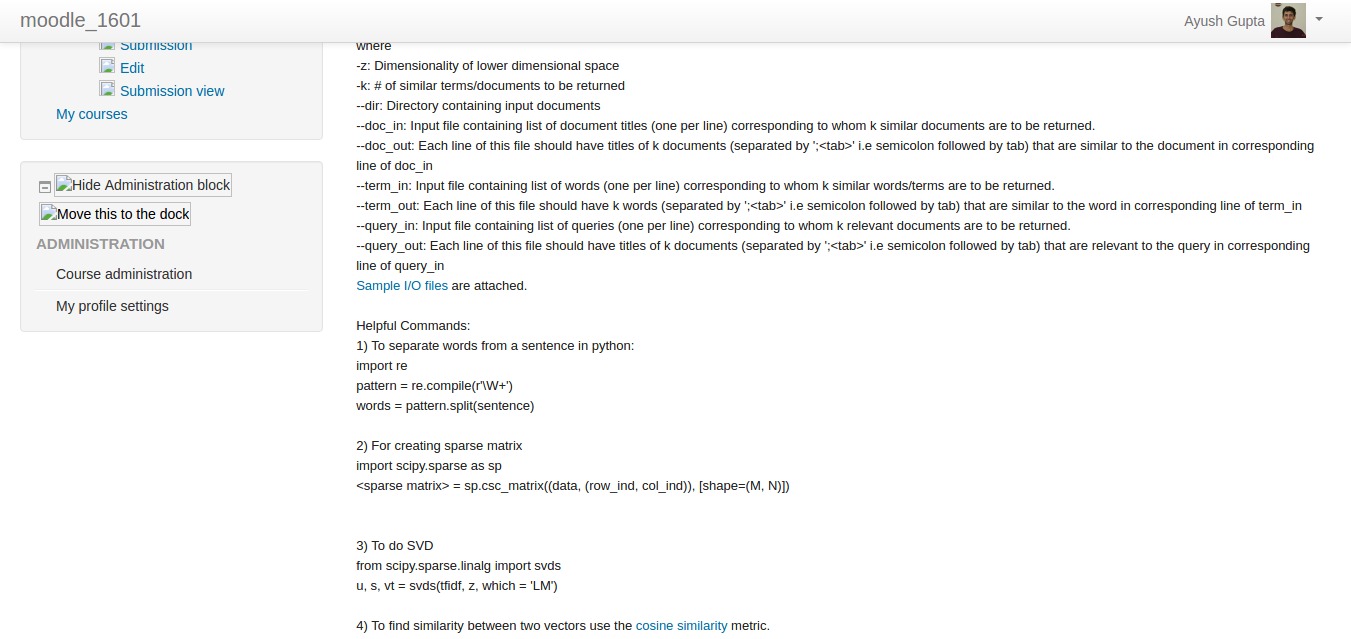 moodle_1601
Ayush Gupta
Submission
Edit
Submission view
My courses
Hide Administration block
Move this to the dock
ADMINISTRATION
Course administration
My profile settings
where
-z: Dimensionality of lower dimensional space
-k: # of similar terms/documents to be returned
--dir: Directory containing input documents
--doc_in: Input file containing list of document titles (one per line) corresponding to whom k similar documents are to be returned.
--doc_out: Each line of this file should have titles of k documents (separated by ';<tab>' i.e semicolon followed by tab) that are similar to the document in corresponding
line of doc_in
--term_in: Input file containing list of words (one per line) corresponding to whom k similar words/terms are to be returned.
--term_out: Each line of this file should have k words (separated by ';<tab>' i.e semicolon followed by tab) that are similar to the word in corresponding line of term_in
--query_in: Input file containing list of queries (one per line) corresponding to whom k relevant documents are to be returned.
--query_out: Each line of this file should have titles of k documents (separated by ';<tab>' i.e semicolon followed by tab) that are relevant to the query in corresponding
line of query_in
Sample I/O files are attached.
Helpful Commands:
1) To separate words from a sentence in python:
import re
pattern = re.compile(r'\W+')
words = pattern.split(sentence)
2) For creating sparse matrix
import scipy.sparse as sp
<sparse matrix> = sp.csc_matrix((data, (row_ind, col_ind)), [shape=(M, N)])
3) To do SVD
from scipy.sparse.linalg import svds
u, s, vt = svds(tfidf, z, which = 'LM')
4) To find similarity between two vectors use the cosine similarity metric.